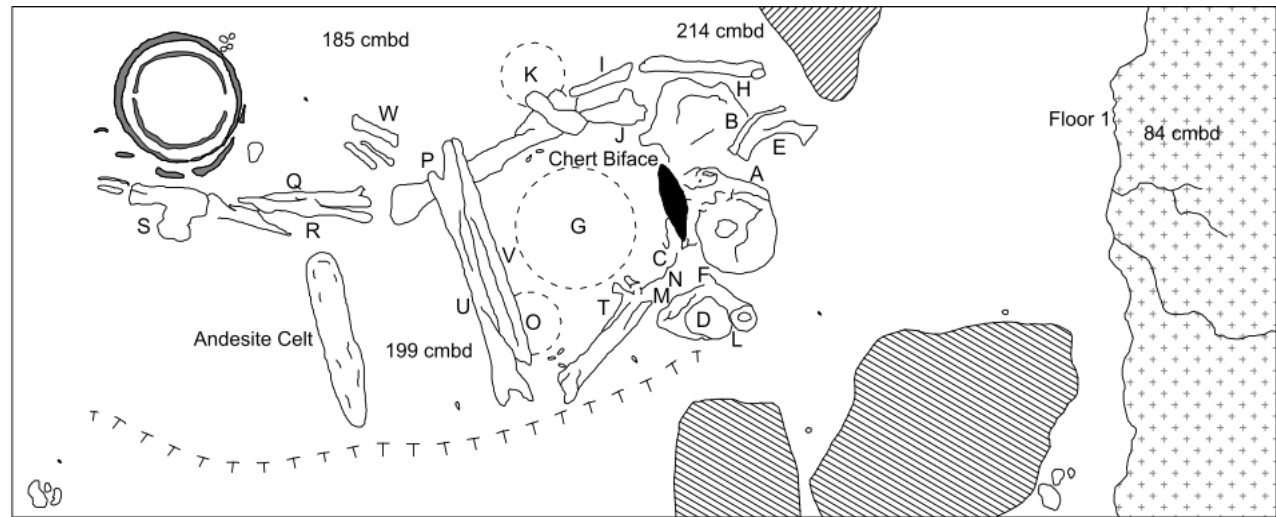 185 cmbd
214 cmbd
K
I
H
W
J
B
Floor 1
84 cmbd
E
P
Chert Biface
A
Q
S
R
G
V
C
N
F
U
T
M
O
D
L
Andesite Celt
199 cmbd